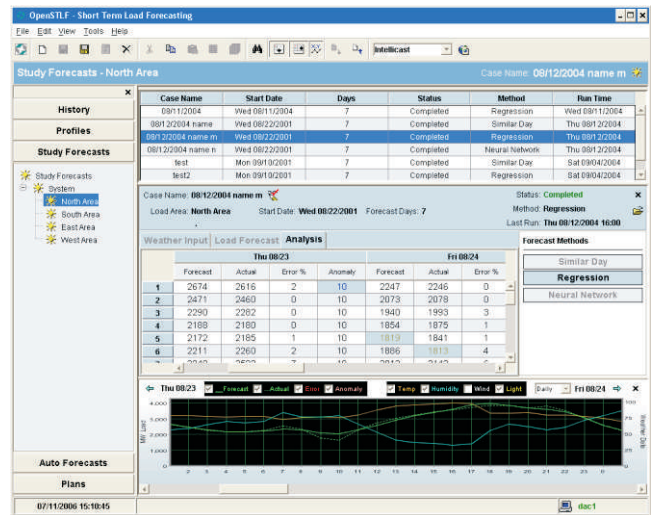 OpenSTLF - Short Term Load Forecasting
File Edit View Tools Help
Intellicast
Study Forecasts - North Area
Case Name: 08/12/2004 name m
History
Profiles
Study Forecasts
Study Forecasts
System
North Area
South Area
East Area
West Area
Auto Forecasts
Plans
Case Name Start Date Days Status Method Run Time
08/11/2004 Wed 08/11/2004 7 Completed Regression Wed 08/11/2004
08/12/2004 name Wed 08/22/2001 7 Completed Similar Day Thu 08/12/2004
08/12/2004 name m Wed 08/22/2001 7 Completed Regression Thu 08/12/2004
08/12/2004 name n Wed 08/22/2001 7 Completed Neural Network Thu 08/12/2004
test Mon 09/10/2001 7 Completed Similar Day Sat 09/04/2004
test2 Mon 09/10/2001 7 Completed Regression Sat 09/04/2004
Case Name: 08/12/2004 name m
Status: Completed
Load Area: North Area Start Date: Wed 08/22/2001 Forecast Days: 7
Method: Regression
Last Run: Thu 08/12/2004 16:00
Weather Input Load Forecast Analysis
Forecast Methods
Similar Day
Regression
Neural Network
Thu 08/23 Fri 08/24
Forecast Actual Error % Anomaly Forecast Actual Error %
1 2674 2616 2 10 2247 2246 0
2 2471 2460 0 10 2073 2078 0
3 2290 2282 0 10 1940 1993 3
4 2188 2180 0 10 1854 1875 1
5 2172 2185 1 10 1819 1841 1
6 2211 2260 2 10 1886 1813 4
Thu 08/23 Forecast Actual Error Anomaly Temp Humidity Wind Light Daily Fri 08/24
MW Load
4,000
3,000
2,000
1,000
0
100
75
50
25
0
Weather Data
2 3 4 5 6 7 8 9 10 11 12 13 14 15 16 17 18 19 20 21 22 23 0
07/11/2006 15:10:45
dac1